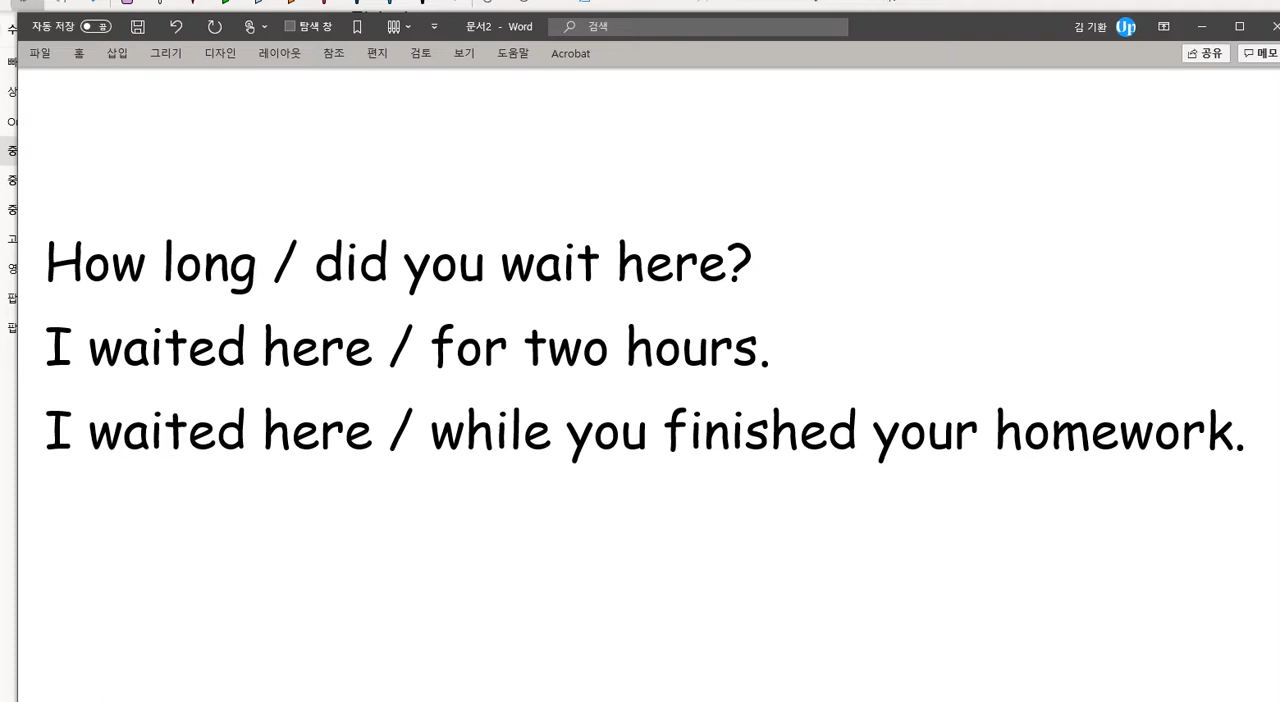 자동 저장 끔 탐색 창 문서2 - Word 검색 김 기환 Up
파일 홈 삽입 그리기 디자인 레이아웃 참조 편지 검토 보기 도움말 Acrobat 공유 메모
How long / did you wait here?
I waited here / for two hours.
I waited here / while you finished your homework.